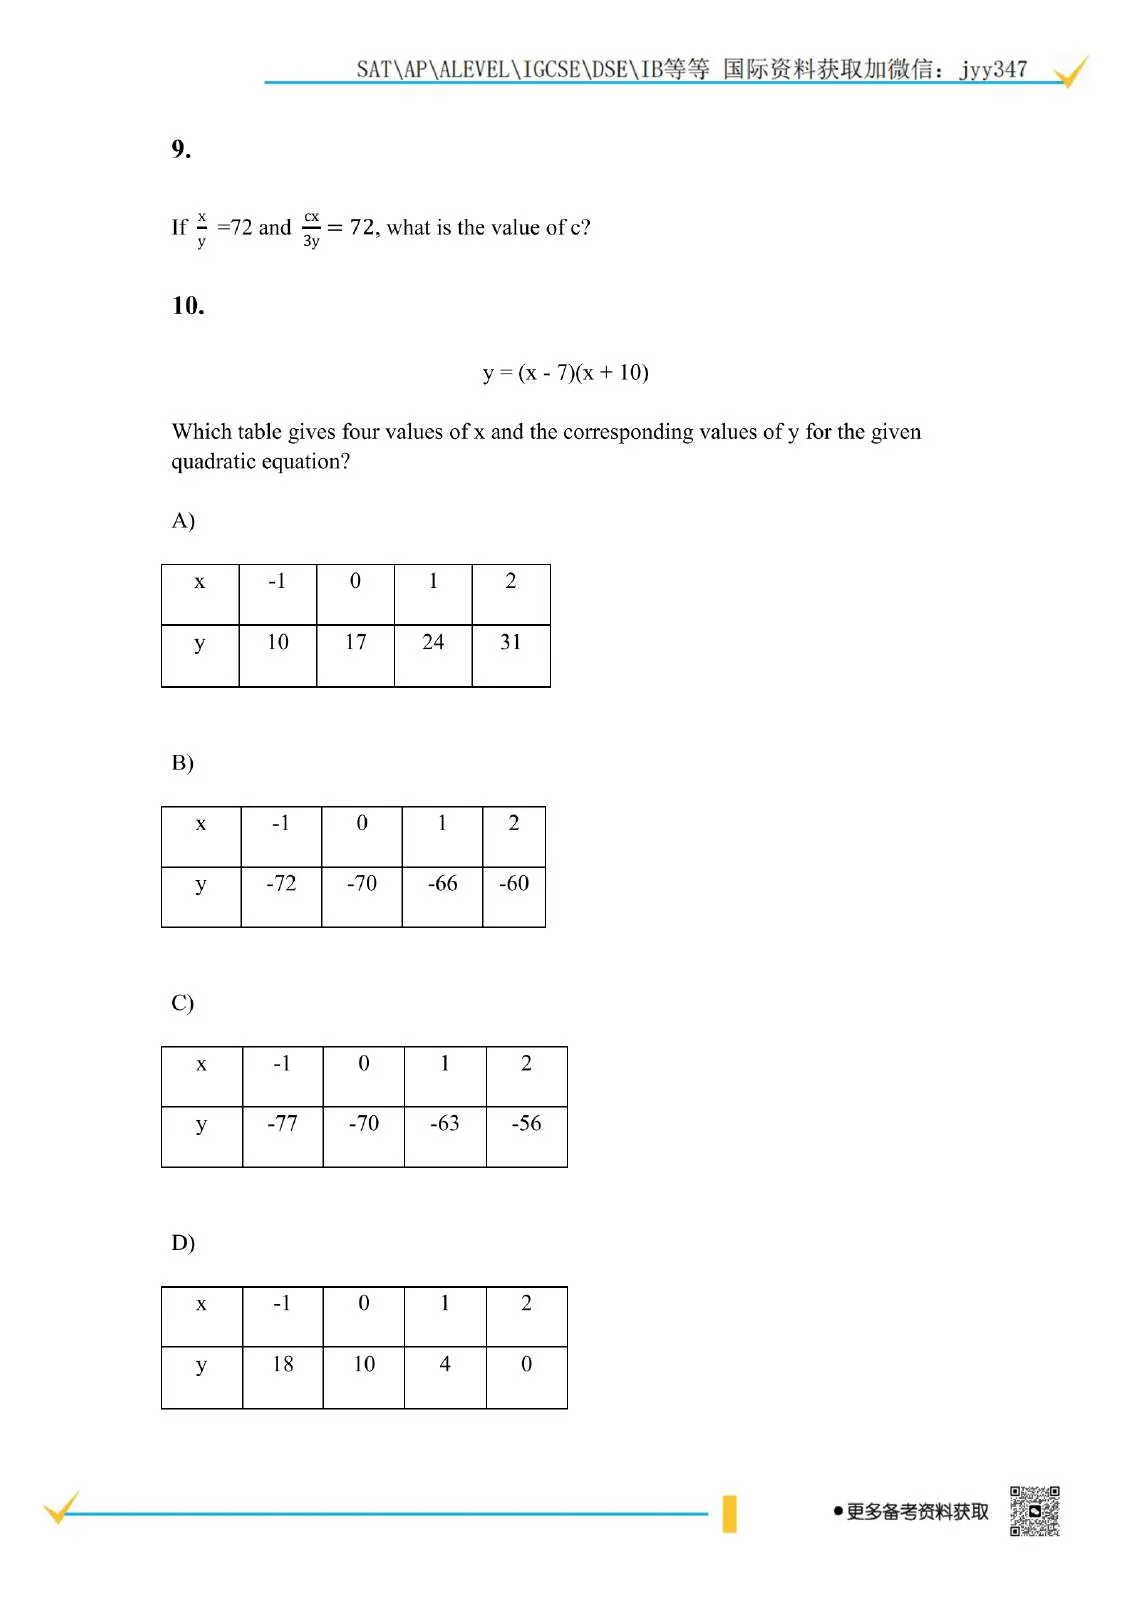 SAT\AP\ALEVEL\IGCSE\DSE\IB等等 国际资料获取加微信：jyy347
9.
If x/y =72 and cx/3y = 72, what is the value of c?
10.
y = (x - 7)(x + 10)
Which table gives four values of x and the corresponding values of y for the given
quadratic equation?
A)
x -1 0 1 2
y 10 17 24 31
B)
x -1 0 1 2
y -72 -70 -66 -60
C)
x -1 0 1 2
y -77 -70 -63 -56
D)
x -1 0 1 2
y 18 10 4 0
●更多备考资料获取